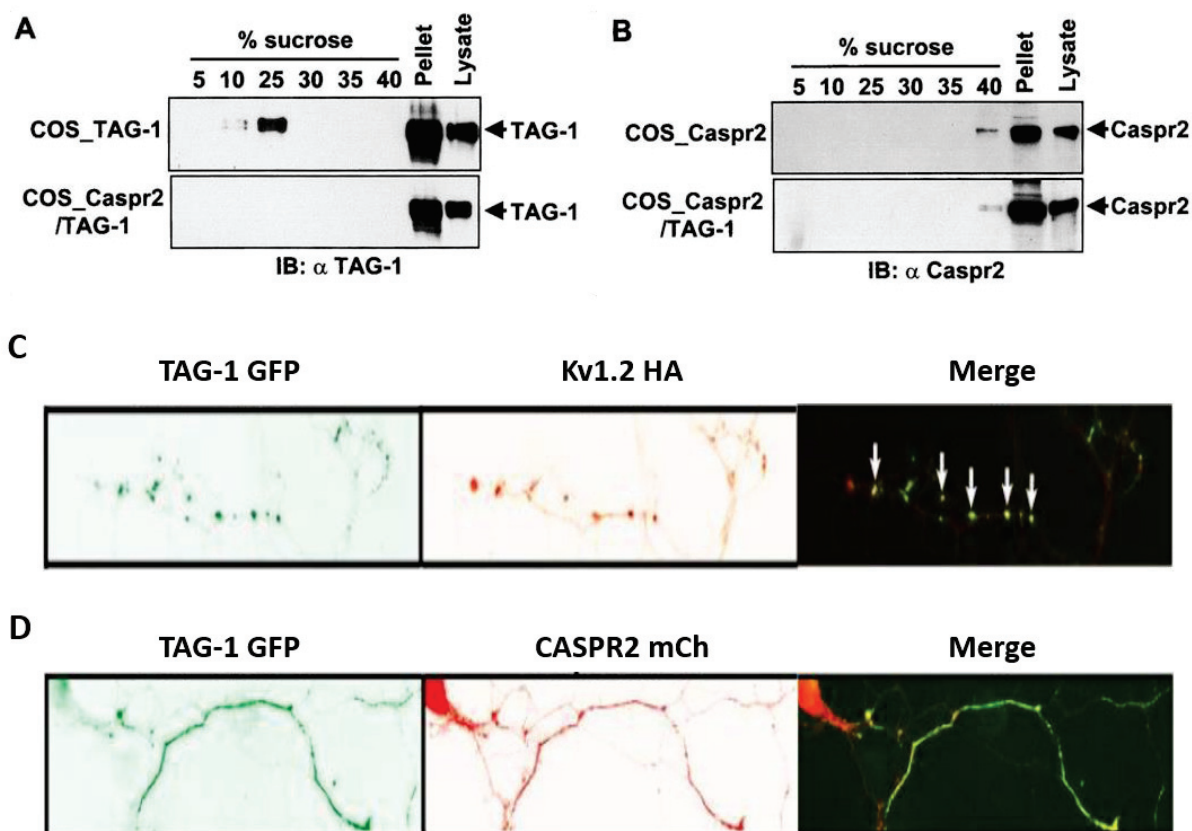 A
% sucrose
5 10 25 30 35 40 Pellet Lysate
COS_TAG-1
TAG-1
COS_Caspr2
/TAG-1
TAG-1
IB: α TAG-1
B
% sucrose
5 10 25 30 35 40 Pellet Lysate
COS_Caspr2
Caspr2
COS_Caspr2
/TAG-1
Caspr2
IB: α Caspr2
C
TAG-1 GFP Kv1.2 HA Merge
D
TAG-1 GFP CASPR2 mCh Merge